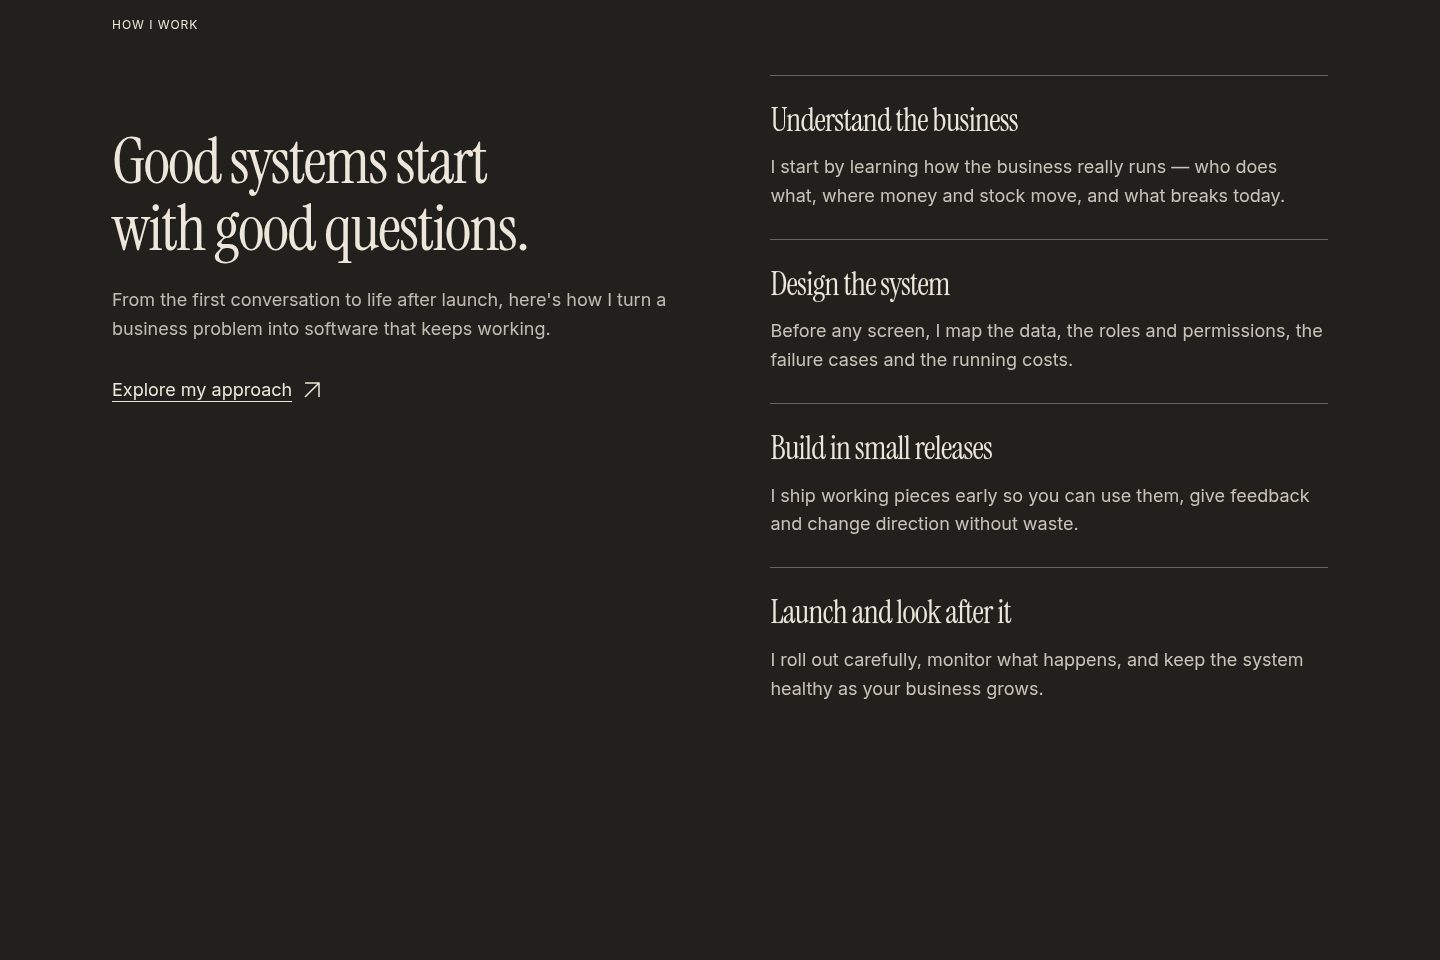 HOW I WORK
Good systems start
with good questions.
From the first conversation to life after launch, here's how I turn a
business problem into software that keeps working.
Explore my approach
Understand the business
I start by learning how the business really runs — who does
what, where money and stock move, and what breaks today.
Design the system
Before any screen, I map the data, the roles and permissions, the
failure cases and the running costs.
Build in small releases
I ship working pieces early so you can use them, give feedback
and change direction without waste.
Launch and look after it
I roll out carefully, monitor what happens, and keep the system
healthy as your business grows.